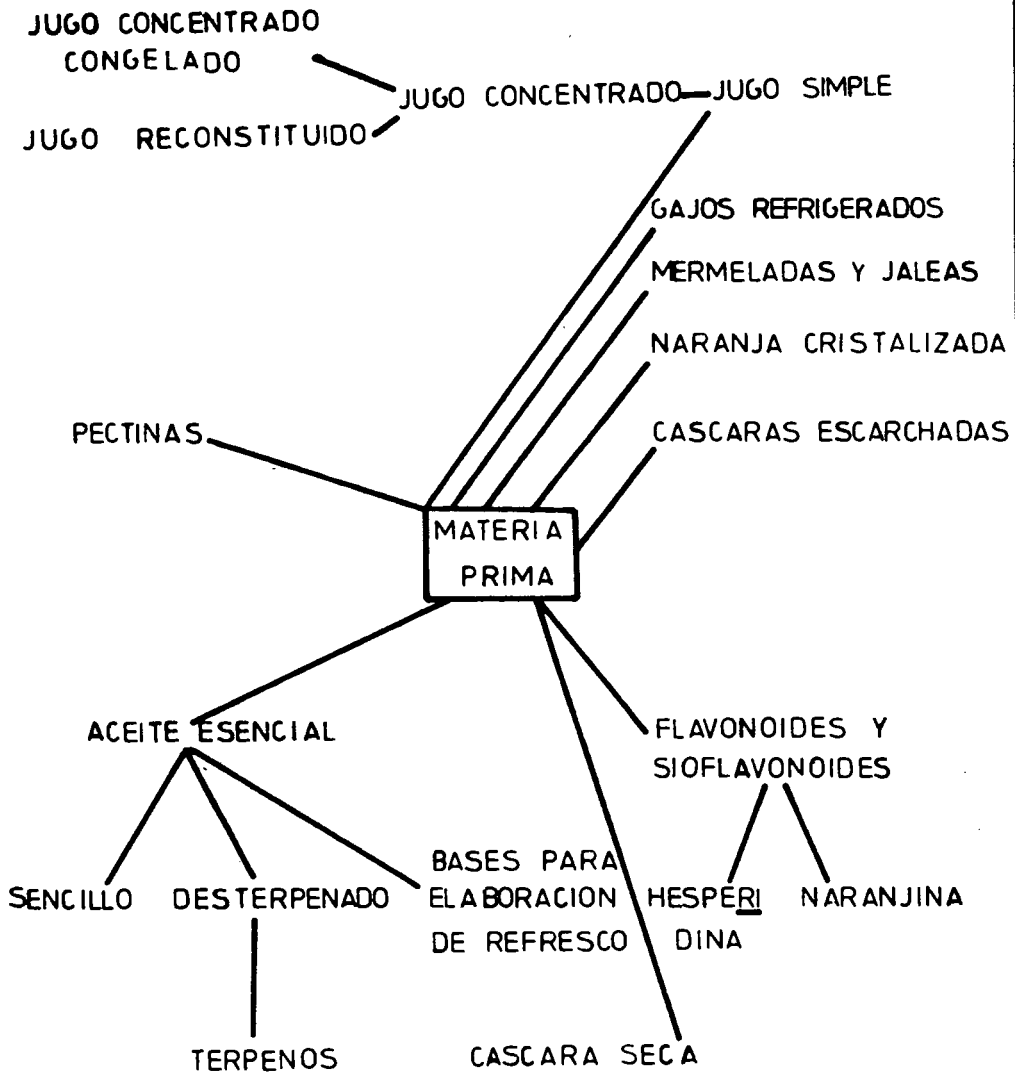 JUGO CONCENTRADO
CONGELADO
JUGO CONCENTRADO JUGO SIMPLE
JUGO RECONSTITUIDO
GAJOS REFRIGERADOS
MERMELADAS Y JALEAS
NARANJA CRISTALIZADA
PECTINAS
CASCARAS ESCARCHADAS
MATERIA
PRIMA
ACEITE ESENCIAL
FLAVONOIDES Y
SIOFLAVONOIDES
SENCILLO
DESTERPENADO
BASES PARA
ELABORACION
DE REFRESCO
HESPERI
DINA
NARANJINA
TERPENOS
CASCARA SECA